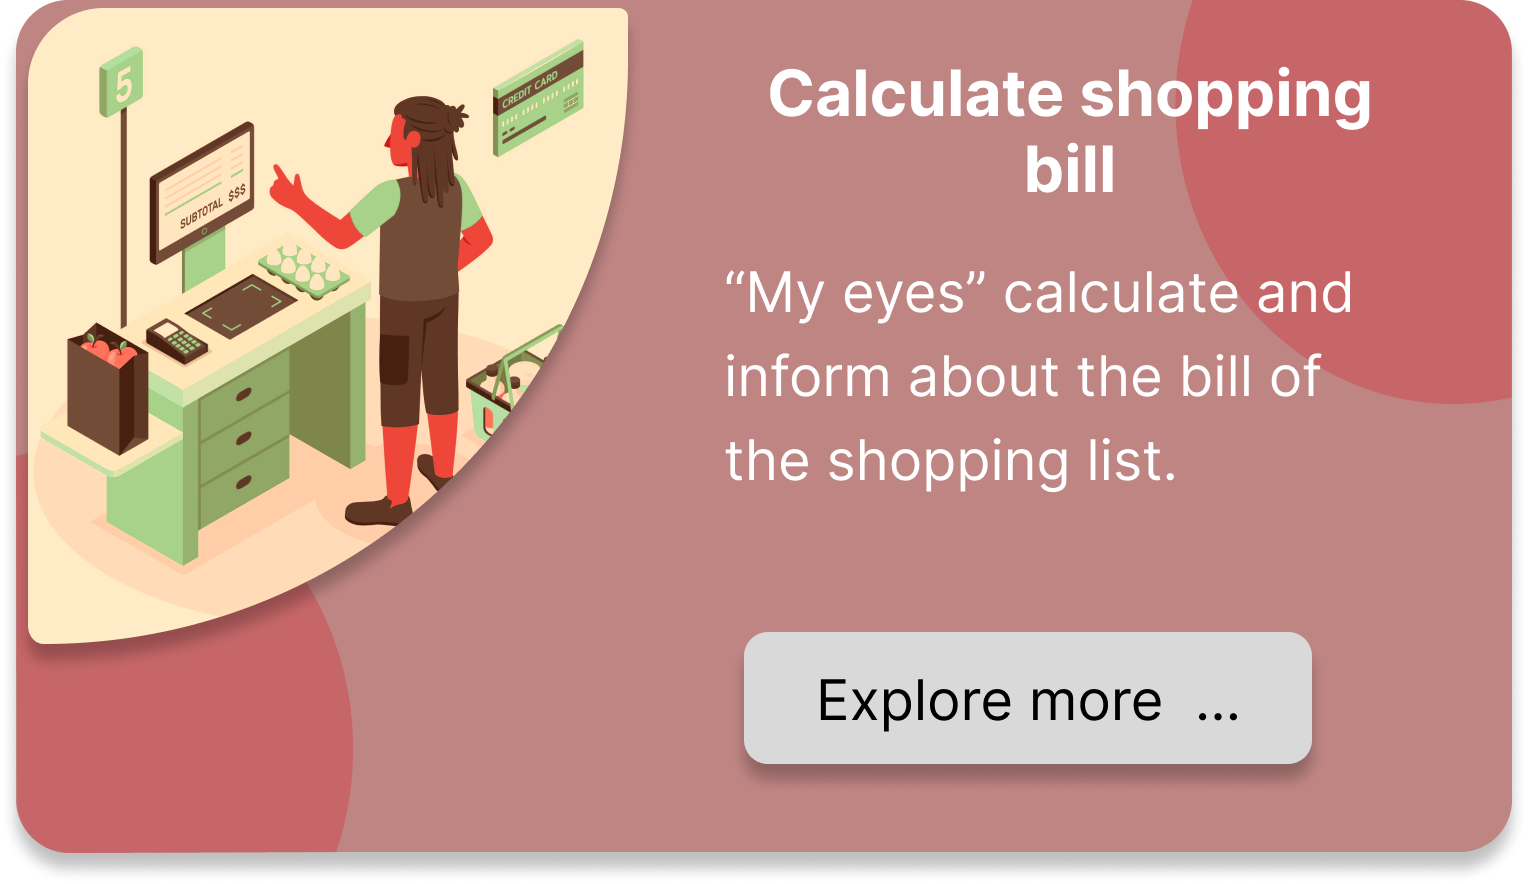 5
CREDIT CARD
SUBTOTAL $$$
Calculate shopping
bill
“My eyes” calculate and
inform about the bill of
the shopping list.
Explore more ...